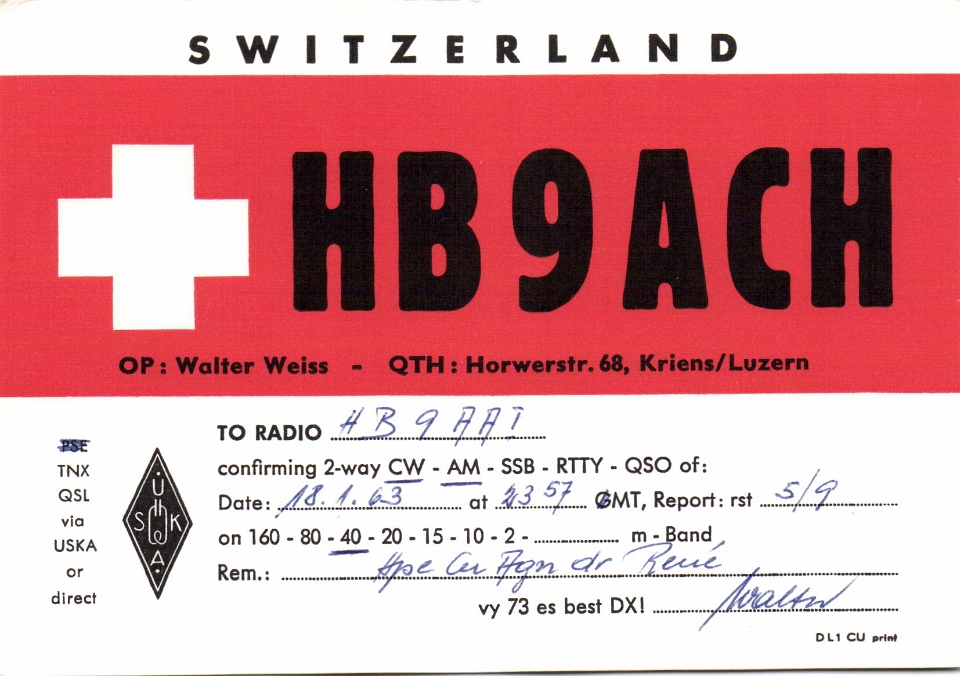 SWITZERLAND
HB9ACH
OP: Walter Weiss - QTH: Horwerstr. 68, Kriens/Luzern
TO RADIO HB9AAI
confirming 2-way CW - AM - SSB - RTTY - QSO of:
Date: 18.1.63 at 2357 GMT, Report: rst 5/9
on 160 - 80 - 40 - 20 - 15 - 10 - 2 - m - Band
Rem.: Hpe Cu Agn dr René
vy 73 es best DX! Walter
DL1 CU print
PSE
TNX
QSL
via
USKA
or
direct
U
S K
A